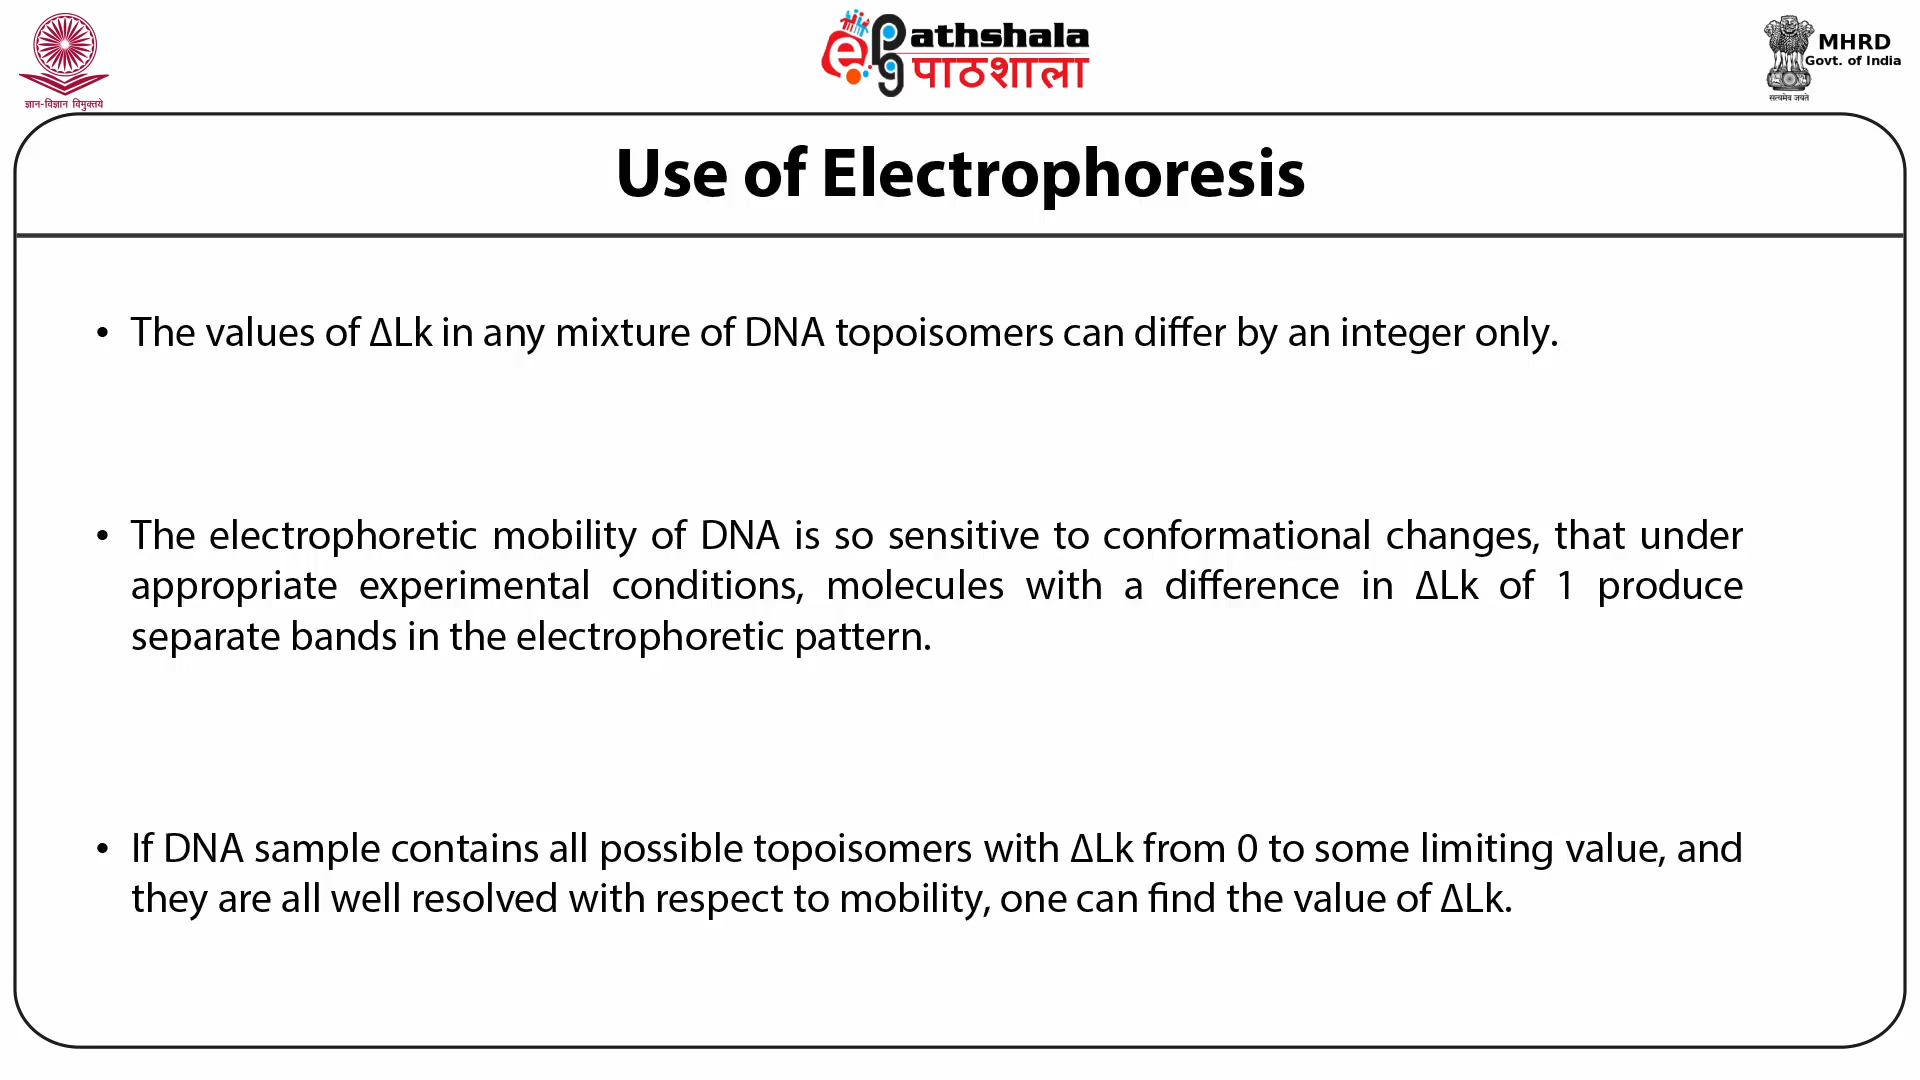 ज्ञान-विज्ञान विमुक्तये
ePathshala
पाठशाला
MHRD
Govt. of India
सत्यमेव जयते
Use of Electrophoresis
• The values of ΔLk in any mixture of DNA topoisomers can differ by an integer only.
• The electrophoretic mobility of DNA is so sensitive to conformational changes, that under
appropriate experimental conditions, molecules with a difference in ΔLk of 1 produce
separate bands in the electrophoretic pattern.
• If DNA sample contains all possible topoisomers with ΔLk from 0 to some limiting value, and
they are all well resolved with respect to mobility, one can find the value of ΔLk.